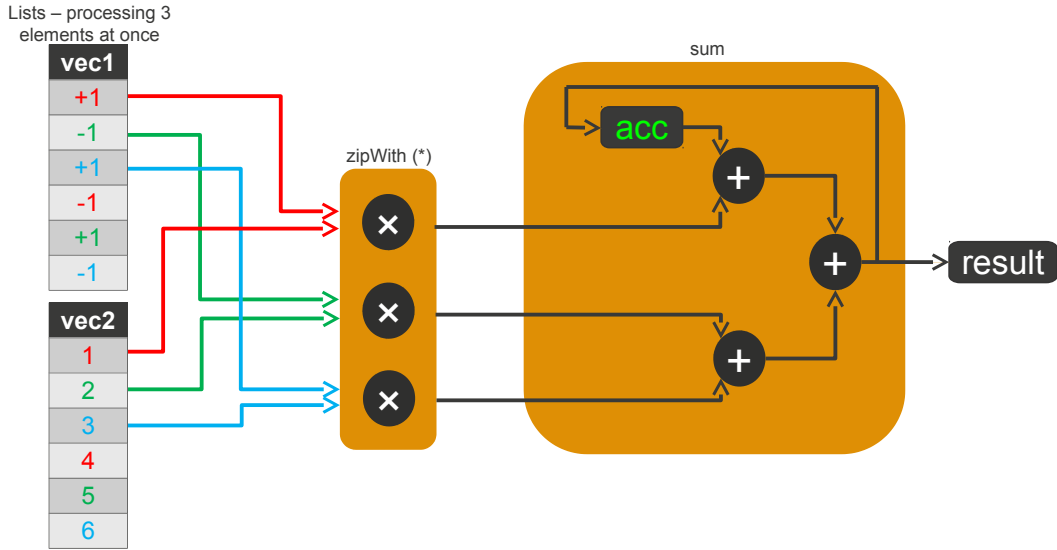 Lists – processing 3
elements at once
vec1
+1
-1
+1
-1
+1
-1
vec2
1
2
3
4
5
6
zipWith (*)
×
×
×
sum
acc
+
+
+
result